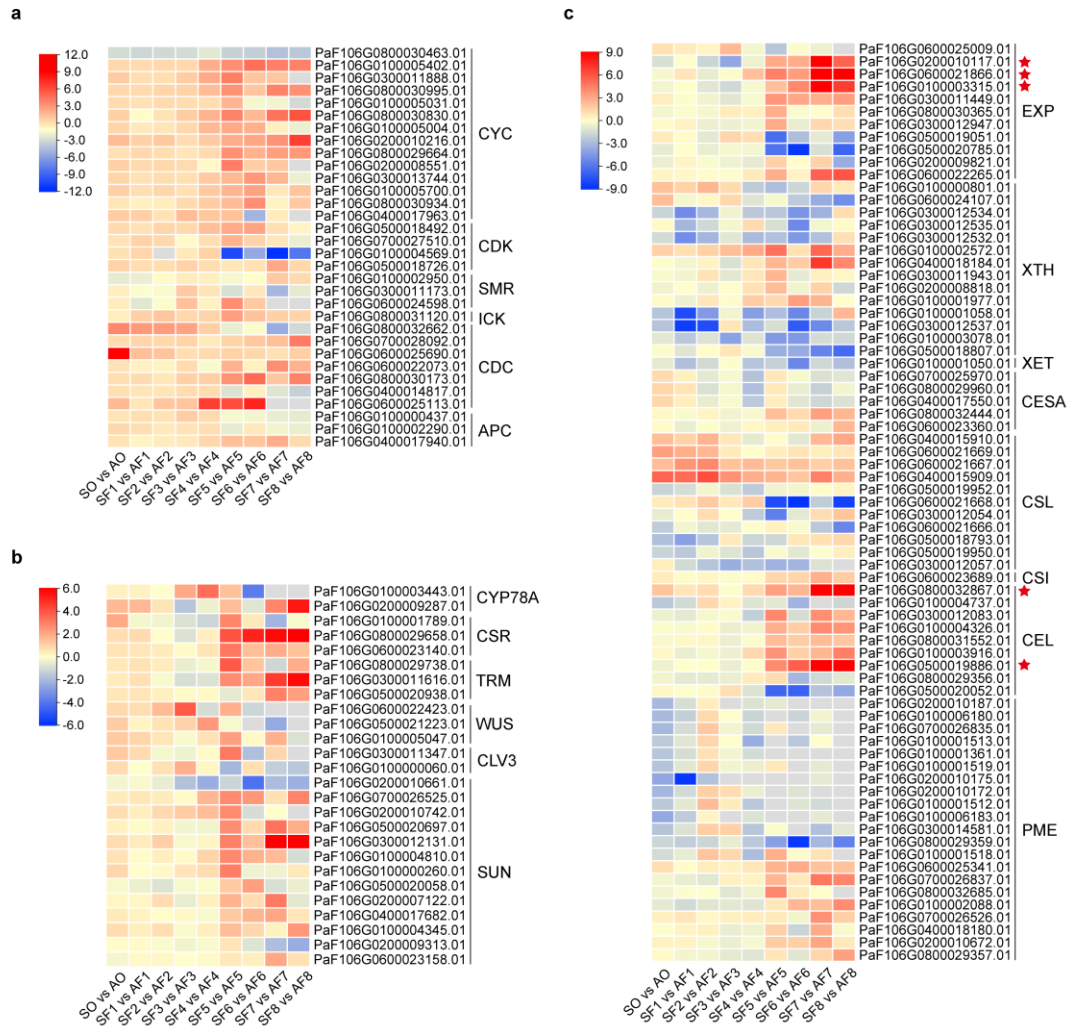 a
12.0
9.0
6.0
3.0
0.0
-3.0
-6.0
-9.0
-12.0
PaF106G0800030463.01
PaF106G0100005402.01
PaF106G0300011888.01
PaF106G0800030995.01
PaF106G0100005031.01
PaF106G0800030830.01
PaF106G0100005004.01
PaF106G0200010216.01
PaF106G0800029664.01
PaF106G0200008551.01
PaF106G0300013744.01
PaF106G0100005700.01
PaF106G0800030934.01
PaF106G0400017963.01
PaF106G0500018492.01
PaF106G0700027510.01
PaF106G0100004569.01
PaF106G0500018726.01
PaF106G0100002950.01
PaF106G0300011173.01
PaF106G0600024598.01
PaF106G0800031120.01
PaF106G0800032662.01
PaF106G0700028092.01
PaF106G0600025690.01
PaF106G0600022073.01
PaF106G0800030173.01
PaF106G0400014817.01
PaF106G0600025113.01
PaF106G0100000437.01
PaF106G0100002290.01
PaF106G0400017940.01
CYC
CDK
SMR
ICK
CDC
APC
SO vs AO
SF1 vs AF1
SF2 vs AF2
SF3 vs AF3
SF4 vs AF4
SF5 vs AF5
SF6 vs AF6
SF7 vs AF7
SF8 vs AF8
b
6.0
4.0
2.0
0.0
-2.0
-4.0
-6.0
PaF106G0100003443.01
PaF106G0200009287.01
PaF106G0100001789.01
PaF106G0800029658.01
PaF106G0600023140.01
PaF106G0800029738.01
PaF106G0300011616.01
PaF106G0500020938.01
PaF106G0600022423.01
PaF106G0500021223.01
PaF106G0100005047.01
PaF106G0300011347.01
PaF106G0100000060.01
PaF106G0200010661.01
PaF106G0700026525.01
PaF106G0200010742.01
PaF106G0500020697.01
PaF106G0300012131.01
PaF106G0100004810.01
PaF106G0100000260.01
PaF106G0500020058.01
PaF106G0200007122.01
PaF106G0400017682.01
PaF106G0100004345.01
PaF106G0200009313.01
PaF106G0600023158.01
CYP78A
CSR
TRM
WUS
CLV3
SUN
SO vs AO
SF1 vs AF1
SF2 vs AF2
SF3 vs AF3
SF4 vs AF4
SF5 vs AF5
SF6 vs AF6
SF7 vs AF7
SF8 vs AF8
c
9.0
6.0
3.0
0.0
-3.0
-6.0
-9.0
PaF106G0600025009.01
PaF106G0200010117.01
PaF106G0600021866.01
PaF106G0100003315.01
PaF106G0300011449.01
PaF106G0800030365.01
PaF106G0300012947.01
PaF106G0500019051.01
PaF106G0500020785.01
PaF106G0200009821.01
PaF106G0600022265.01
PaF106G0100000801.01
PaF106G0600024107.01
PaF106G0300012534.01
PaF106G0300012535.01
PaF106G0300012532.01
PaF106G0100002572.01
PaF106G0400018184.01
PaF106G0300011943.01
PaF106G0200008818.01
PaF106G0100001977.01
PaF106G0100001058.01
PaF106G0300012537.01
PaF106G0100003078.01
PaF106G0500018807.01
PaF106G0100001050.01
PaF106G0700025970.01
PaF106G0800029960.01
PaF106G0400017550.01
PaF106G0800032444.01
PaF106G0600023360.01
PaF106G0400015910.01
PaF106G0600021669.01
PaF106G0600021667.01
PaF106G0400015909.01
PaF106G0500019952.01
PaF106G0600021668.01
PaF106G0300012054.01
PaF106G0600021666.01
PaF106G0500018793.01
PaF106G0500019950.01
PaF106G0300012057.01
PaF106G0600023689.01
PaF106G0800032867.01
PaF106G0100004737.01
PaF106G0300012083.01
PaF106G0100004326.01
PaF106G0800031552.01
PaF106G0100003916.01
PaF106G0500019886.01
PaF106G0800029356.01
PaF106G0500020052.01
PaF106G0200010187.01
PaF106G0100006180.01
PaF106G0700026835.01
PaF106G0100001513.01
PaF106G0100001361.01
PaF106G0100001519.01
PaF106G0200010175.01
PaF106G0200010172.01
PaF106G0100001512.01
PaF106G0100006183.01
PaF106G0300014581.01
PaF106G0800029359.01
PaF106G0100001518.01
PaF106G0600025341.01
PaF106G0700026837.01
PaF106G0800032685.01
PaF106G0100002088.01
PaF106G0700026526.01
PaF106G0400018180.01
PaF106G0200010672.01
PaF106G0800029357.01
EXP
XTH
XET
CESA
CSL
CSI
CEL
PME
SO vs AO
SF1 vs AF1
SF2 vs AF2
SF3 vs AF3
SF4 vs AF4
SF5 vs AF5
SF6 vs AF6
SF7 vs AF7
SF8 vs AF8